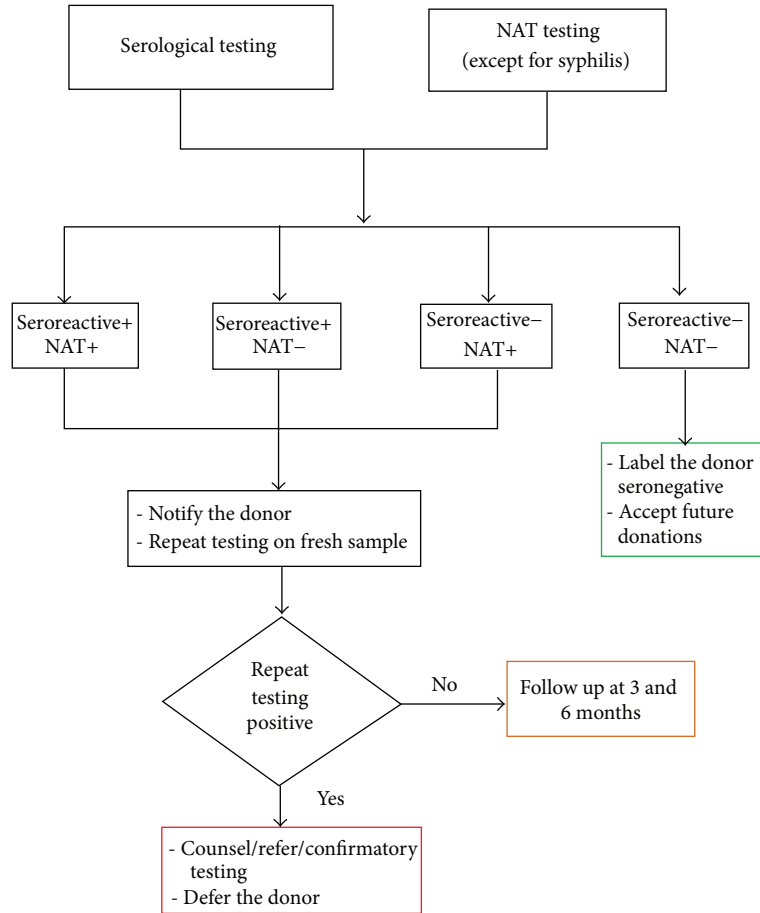 Serological testing
NAT testing
(except for syphilis)
Seroreactive+
NAT+
Seroreactive+
NAT−
Seroreactive−
NAT+
Seroreactive−
NAT−
- Label the donor
seronegative
- Accept future
donations
- Notify the donor
- Repeat testing on fresh sample
Repeat
testing
positive
No
Follow up at 3 and
6 months
Yes
- Counsel/refer/confirmatory
testing
- Defer the donor